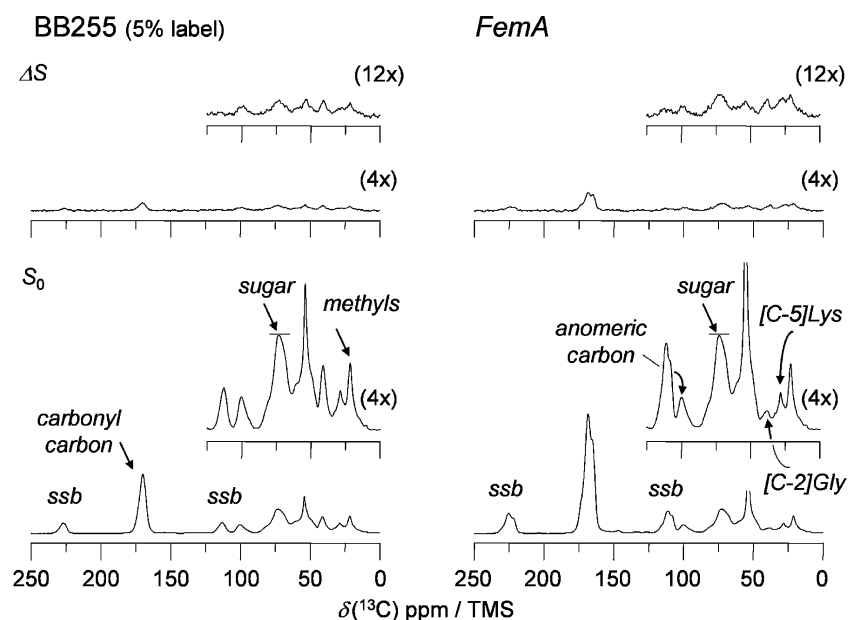 BB255 (5% label)
FemA
ΔS
(12x)
(12x)
(4x)
(4x)
S0
sugar
methyls
(4x)
carbonyl carbon
ssb
ssb
sugar
[C-5]Lys
anomeric carbon
(4x)
[C-2]Gly
ssb
ssb
250 200 150 100 50 0
250 200 150 100 50 0
δ(13C) ppm / TMS